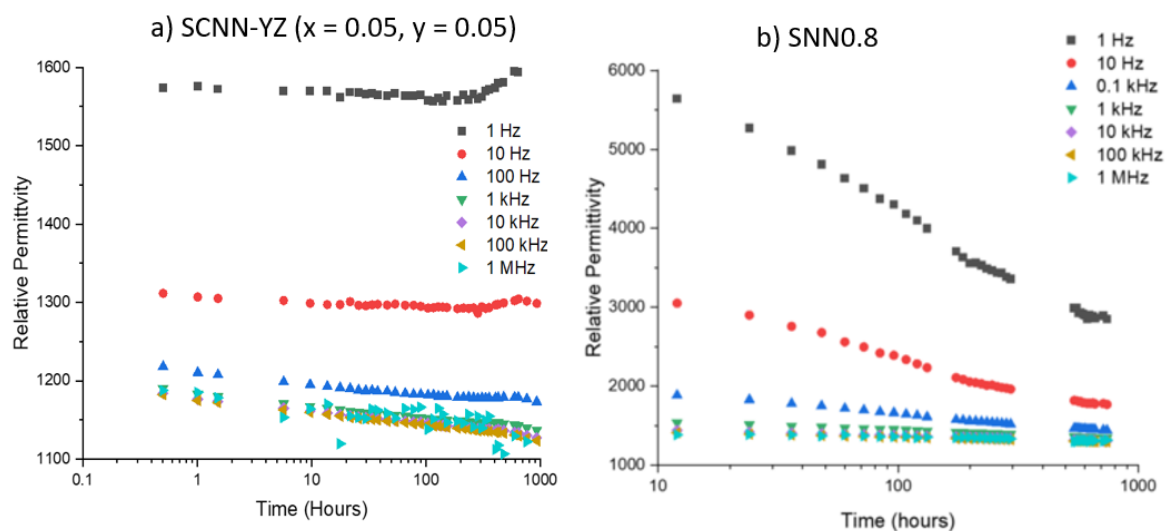 a) SCNN-YZ (x = 0.05, y = 0.05)
1600
1500
1400
1300
1200
1100
Relative Permittivity
0.1
1
10
100
1000
Time (Hours)
1 Hz
10 Hz
100 Hz
1 kHz
10 kHz
100 kHz
1 MHz
b) SNN0.8
6000
5000
4000
3000
2000
1000
Relative Permittivity
10
100
1000
Time (hours)
1 Hz
10 Hz
0.1 kHz
1 kHz
10 kHz
100 kHz
1 MHz